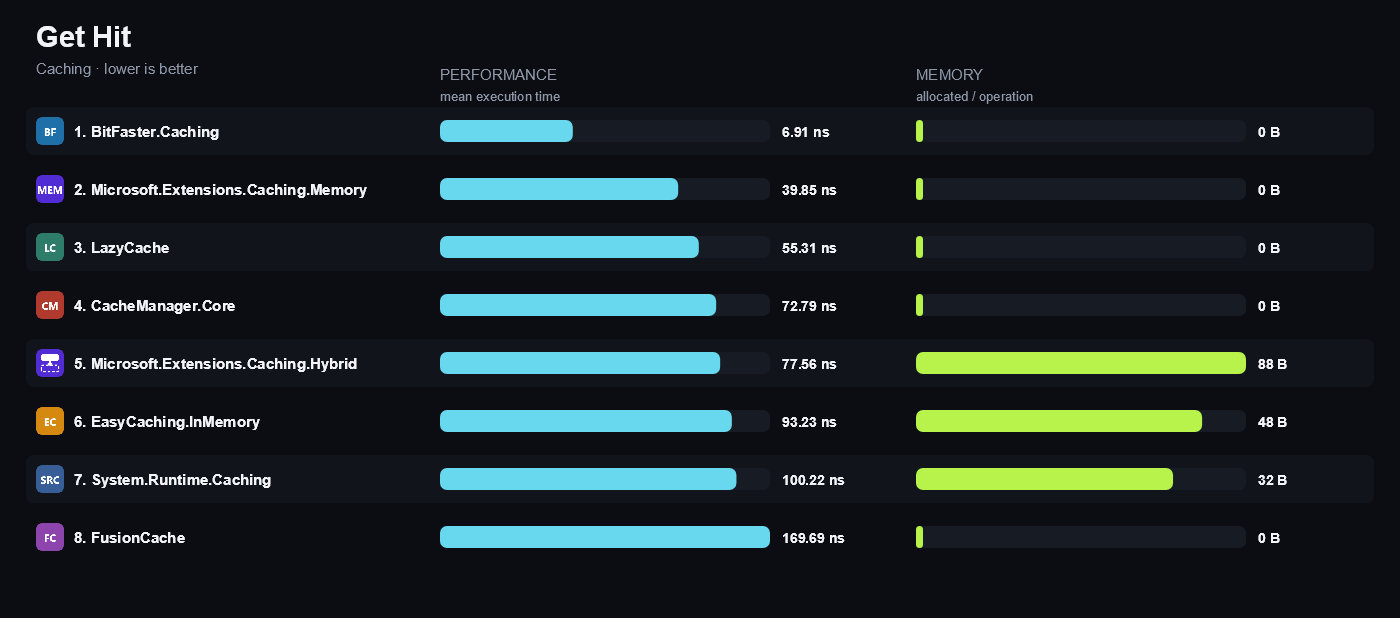 Get Hit
Caching · lower is better
PERFORMANCE
mean execution time
MEMORY
allocated / operation
BF 1. BitFaster.Caching 6.91 ns 0 B
MEM 2. Microsoft.Extensions.Caching.Memory 39.85 ns 0 B
LC 3. LazyCache 55.31 ns 0 B
CM 4. CacheManager.Core 72.79 ns 0 B
5. Microsoft.Extensions.Caching.Hybrid 77.56 ns 88 B
EC 6. EasyCaching.InMemory 93.23 ns 48 B
SRC 7. System.Runtime.Caching 100.22 ns 32 B
FC 8. FusionCache 169.69 ns 0 B